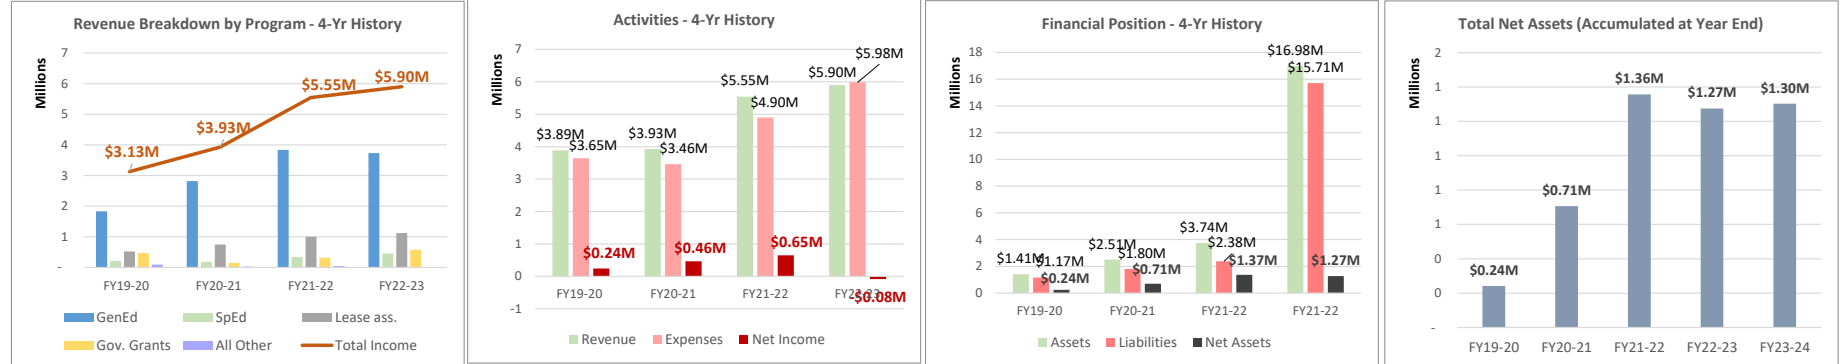 Revenue Breakdown by Program - 4-Yr History
Millions
7
6
5
4
3
2
1
-
$3.13M
$3.93M
$5.55M
$5.90M
FY19-20 FY20-21 FY21-22 FY22-23
GenEd SpEd Lease ass.
Gov. Grants All Other Total Income
Activities - 4-Yr History
Millions
7
6
5
4
3
2
1
0
-1
$3.89M
$3.65M
$0.24M
$3.93M
$3.46M
$0.46M
$5.55M
$4.90M
$0.65M
$5.90M
$5.98M
-$0.08M
FY19-20 FY20-21 FY21-22 FY22-23
Revenue Expenses Net Income
Financial Position - 4-Yr History
Millions
18
16
14
12
10
8
6
4
2
0
$1.41M
$1.17M
$0.24M
$2.51M
$1.80M
$0.71M
$3.74M
$2.38M
$1.37M
$16.98M
$15.71M
$1.27M
FY19-20 FY20-21 FY21-22 FY21-22
Assets Liabilities Net Assets
Total Net Assets (Accumulated at Year End)
Millions
2
1
1
1
1
1
0
0
-
$0.24M
$0.71M
$1.36M
$1.27M
$1.30M
FY19-20 FY20-21 FY21-22 FY22-23 FY23-24